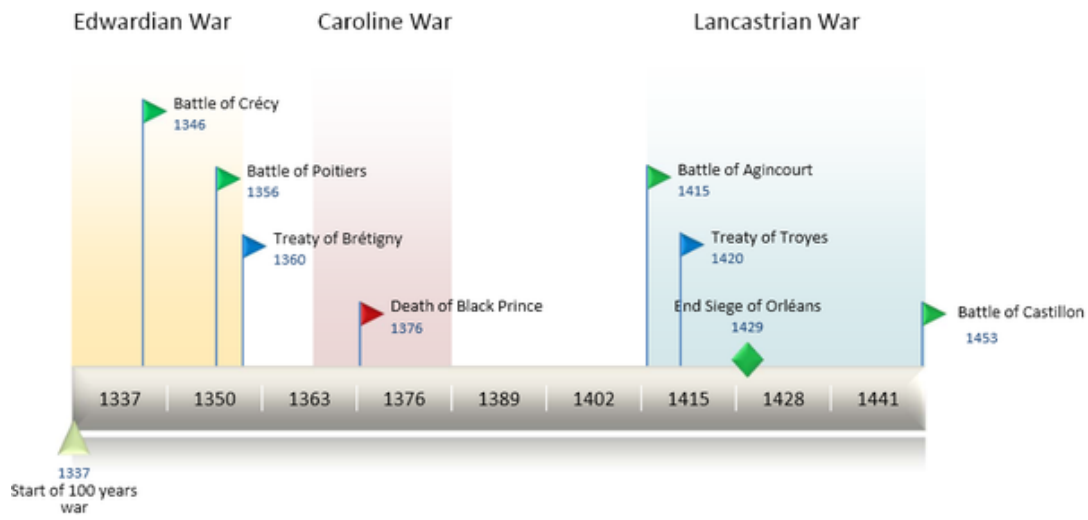 Edwardian War
Caroline War
Lancastrian War
Battle of Crécy
1346
Battle of Poitiers
1356
Battle of Agincourt
1415
Treaty of Brétigny
1360
Treaty of Troyes
1420
Death of Black Prince
1376
End Siege of Orléans
1429
Battle of Castillon
1453
1337 1350 1363 1376 1389 1402 1415 1428 1441
1337
Start of 100 years
war